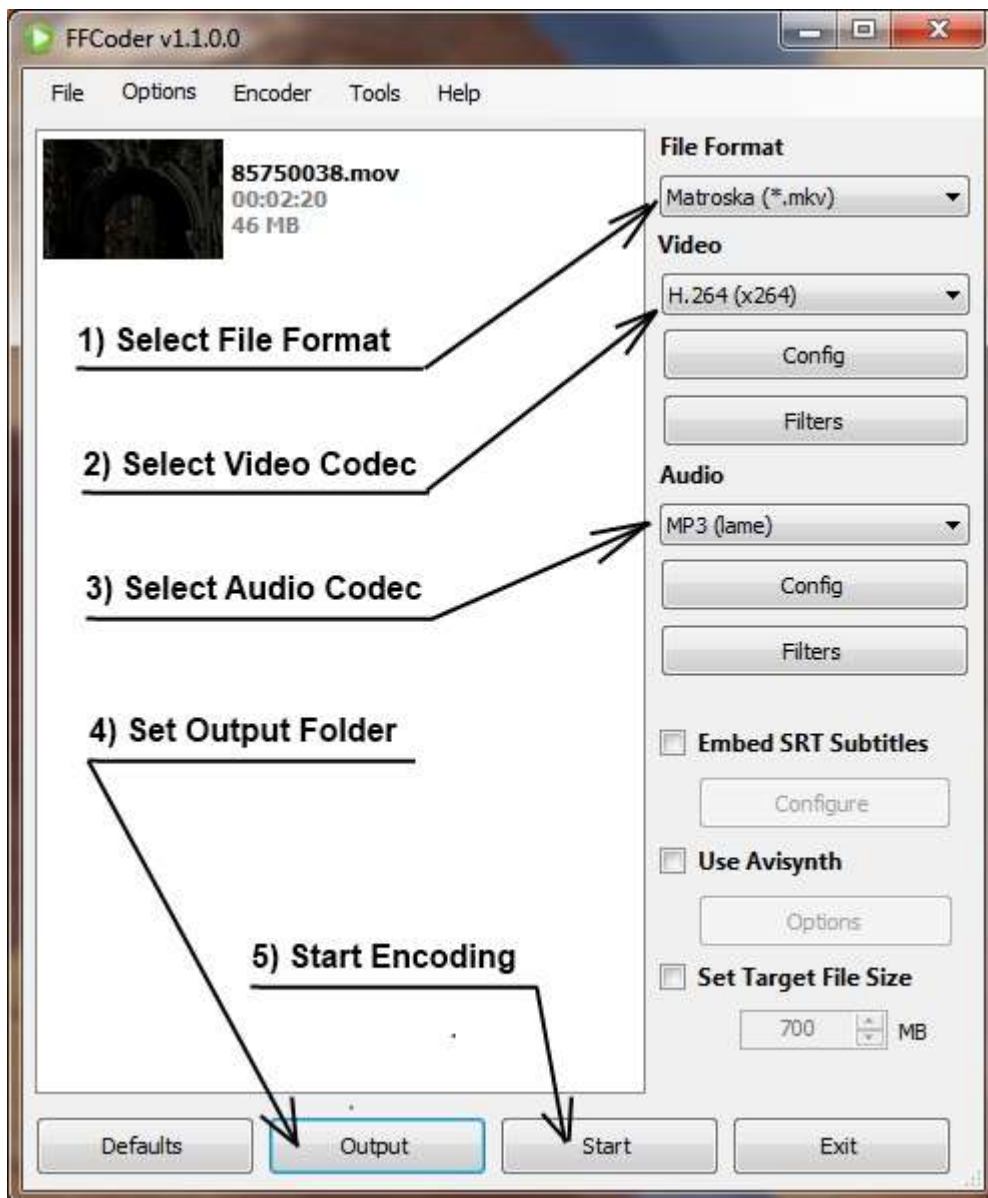 FFCoder v1.1.0.0
File Options Encoder Tools Help
85750038.mov
00:02:20
46 MB
File Format
Matroska (*.mkv)
Video
H.264 (x264)
Config
Filters
Audio
MP3 (lame)
Config
Filters
Embed SRT Subtitles
Configure
Use Avisynth
Options
Set Target File Size
700 MB
1) Select File Format
2) Select Video Codec
3) Select Audio Codec
4) Set Output Folder
5) Start Encoding
Defaults Output Start Exit